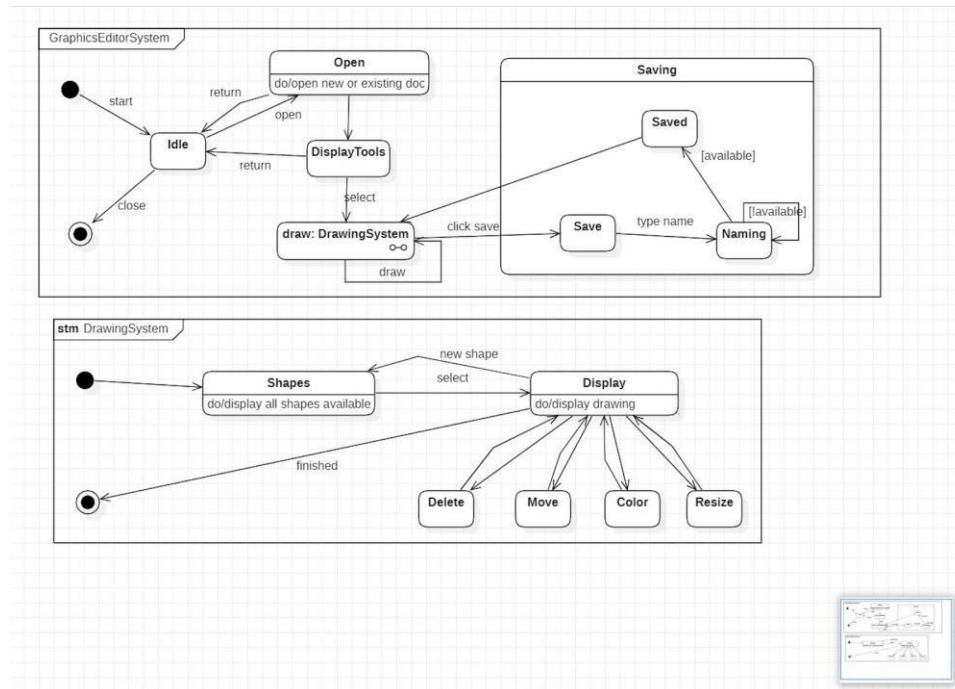 GraphicsEditorSystem
Open
do/open new or existing doc
Saving
return
start
open
Saved
Idle
DisplayTools
return
[available]
select
close
[!available]
draw: DrawingSystem
click save
Save
type name
Naming
draw
stm DrawingSystem
new shape
select
Shapes
Display
do/display all shapes available
do/display drawing
finished
Delete
Move
Color
Resize